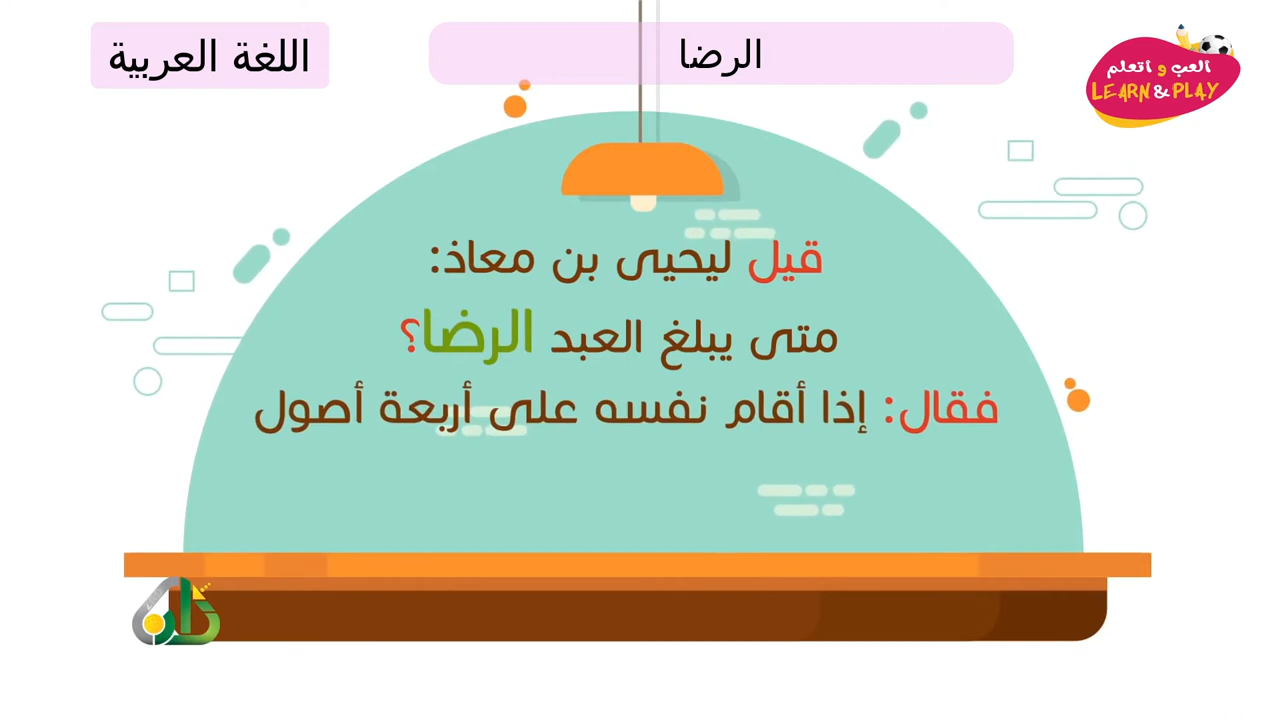 اللغة العربية
الرضا
العب و اتعلم
LEARN & PLAY
قيل ليحيى بن معاذ:
متى يبلغ العبد الرضا؟
فقال: إذا أقام نفسه على أربعة أصول